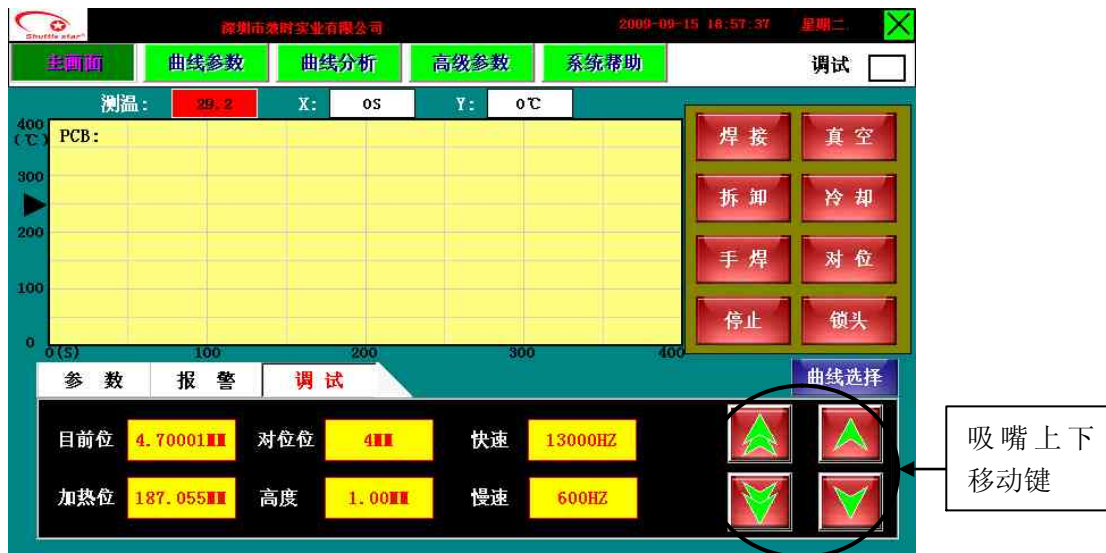 Shuttle star
深圳市效时实业有限公司 2009-09-15 18:57:37 星期二
主画面 曲线参数 曲线分析 高级参数 系统帮助 调试
测温: 29.2 X: 0S Y: 0℃
400
(℃)
PCB:
300
200
100
0
0(S) 100 200 300 400
焊接 真空
拆卸 冷却
手焊 对位
停止 锁头
参数 报警 调试 曲线选择
目前位 4.70001MM 对位位 4MM 快速 13000HZ
加热位 187.055MM 高度 1.00MM 慢速 600HZ
吸嘴上下
移动键